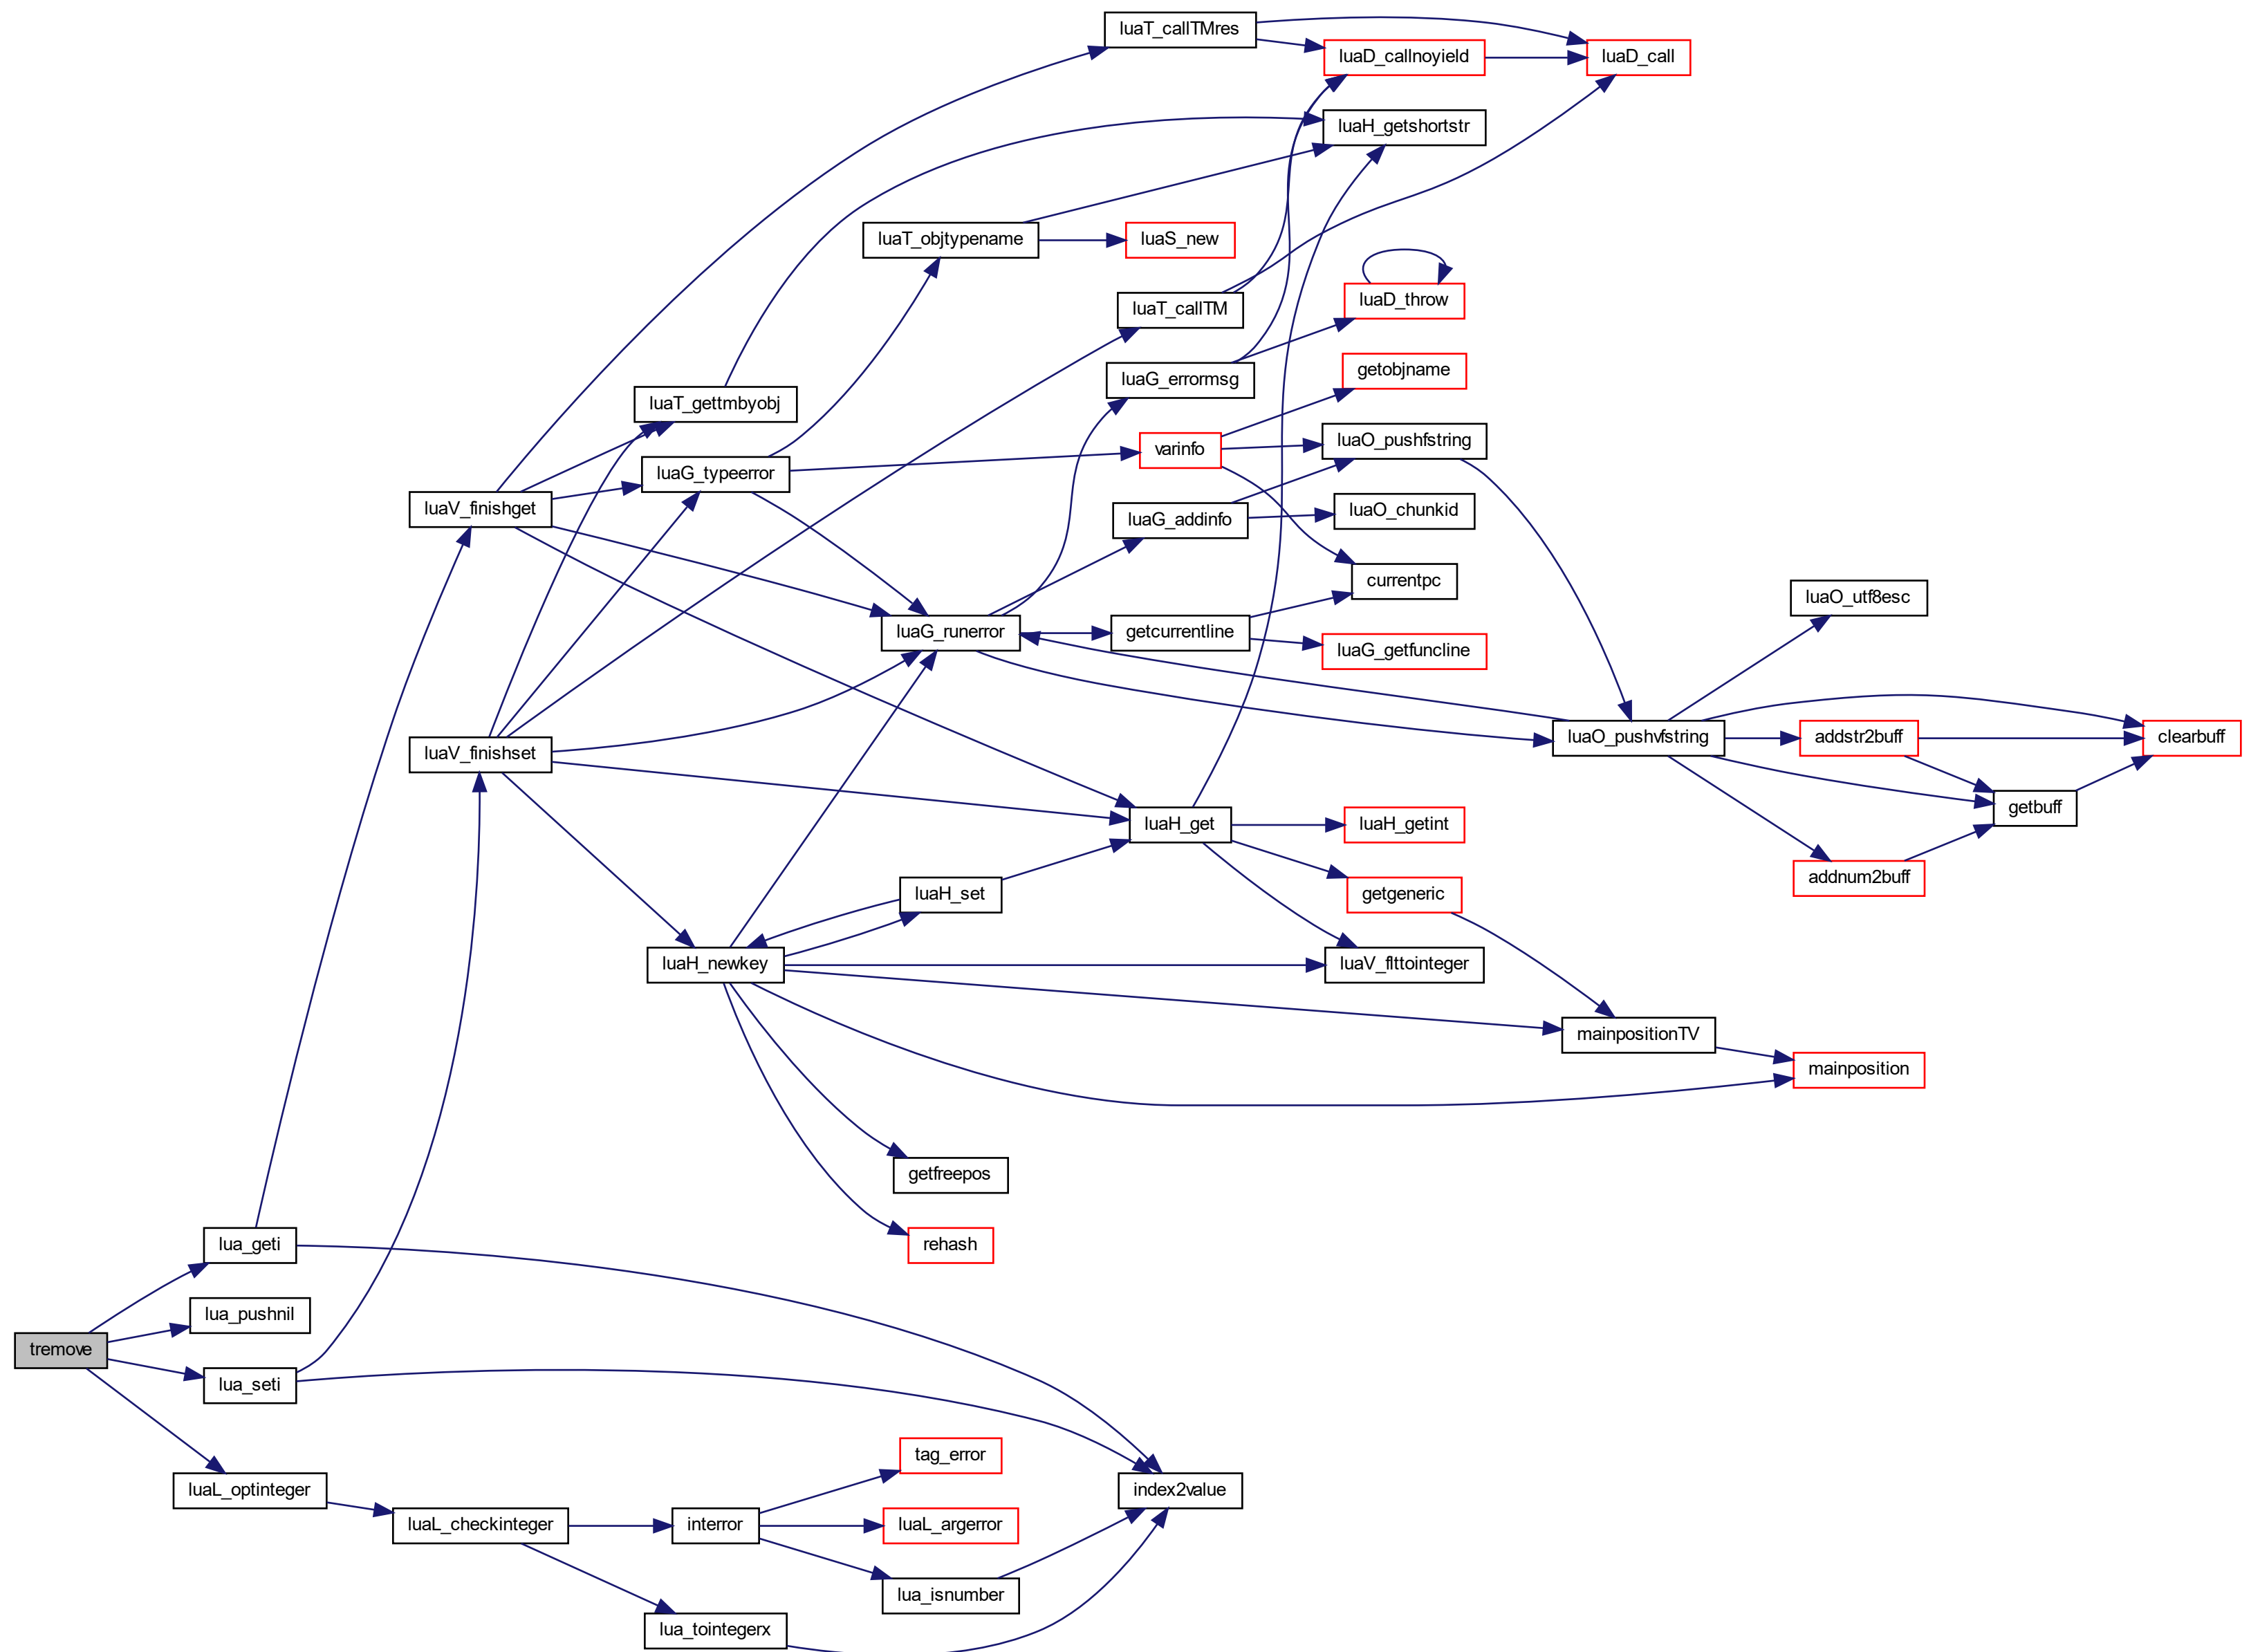 luaT_callTMres
luaD_callnoyield
luaD_call
luaH_getshortstr
luaT_objtypename
luaS_new
luaT_callTM
luaD_throw
luaG_errormsg
getobjname
luaT_gettmbyobj
luaO_pushfstring
varinfo
luaG_typeerror
luaV_finishget
luaG_addinfo
luaO_chunkid
currentpc
luaO_utf8esc
luaG_runerror
getcurrentline
luaG_getfuncline
luaV_finishset
luaO_pushvfstring
addstr2buff
clearbuff
getbuff
luaH_get
luaH_getint
addnum2buff
luaH_set
getgeneric
luaH_newkey
luaV_flttointeger
mainpositionTV
mainposition
getfreepos
rehash
lua_geti
lua_pushnil
tremove
lua_seti
tag_error
luaL_optinteger
index2value
luaL_checkinteger
interror
luaL_argerror
lua_isnumber
lua_tointegerx